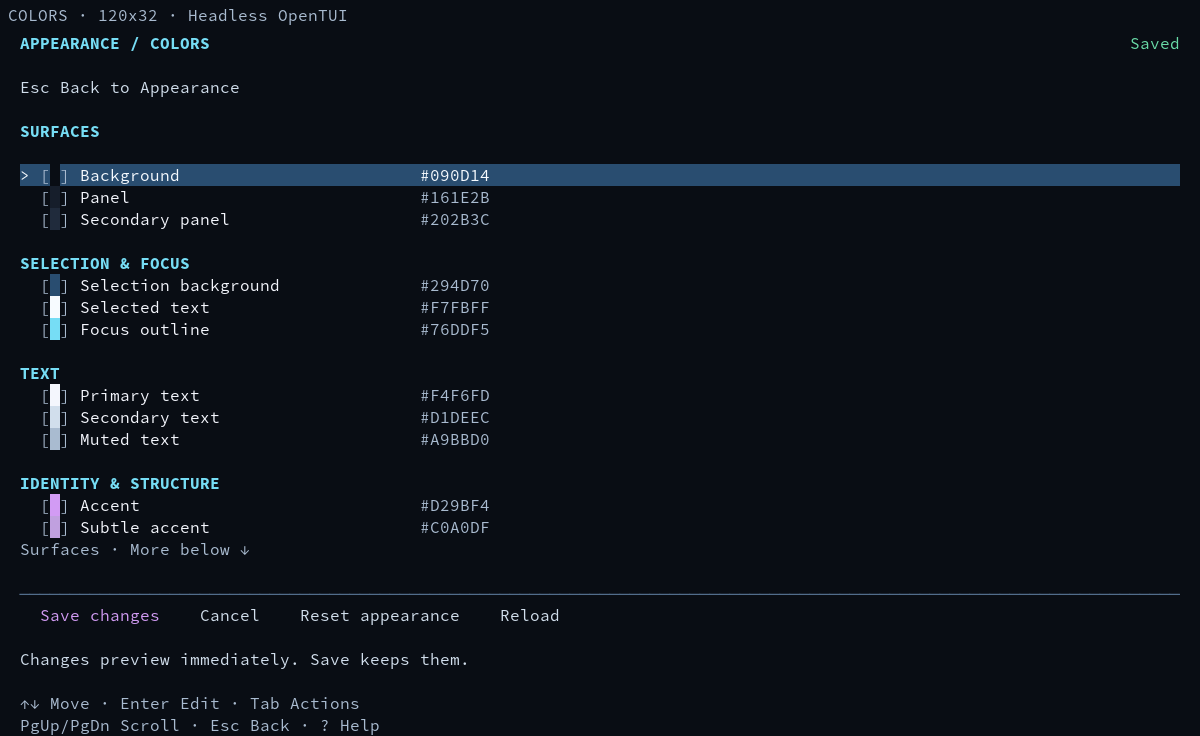 COLORS · 120x32 · Headless OpenTUI
APPEARANCE / COLORS Saved
Esc Back to Appearance
SURFACES
> [ ] Background #090D14
[ ] Panel #161E2B
[ ] Secondary panel #202B3C
SELECTION & FOCUS
[ ] Selection background #294D70
[ ] Selected text #F7FBFF
[ ] Focus outline #76DDF5
TEXT
[ ] Primary text #F4F6FD
[ ] Secondary text #D1DEEC
[ ] Muted text #A9BBD0
IDENTITY & STRUCTURE
[ ] Accent #D29BF4
[ ] Subtle accent #C0A0DF
Surfaces · More below ↓
Save changes Cancel Reset appearance Reload
Changes preview immediately. Save keeps them.
↑↓ Move · Enter Edit · Tab Actions
PgUp/PgDn Scroll · Esc Back · ? Help